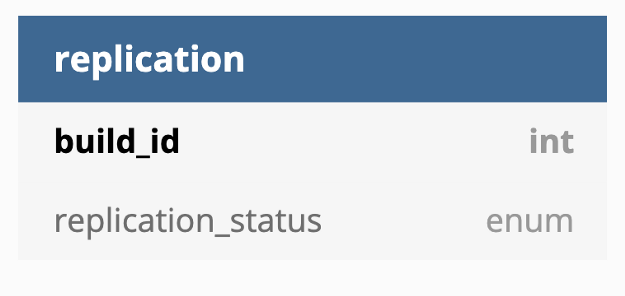 replication
build_id int
replication_status enum